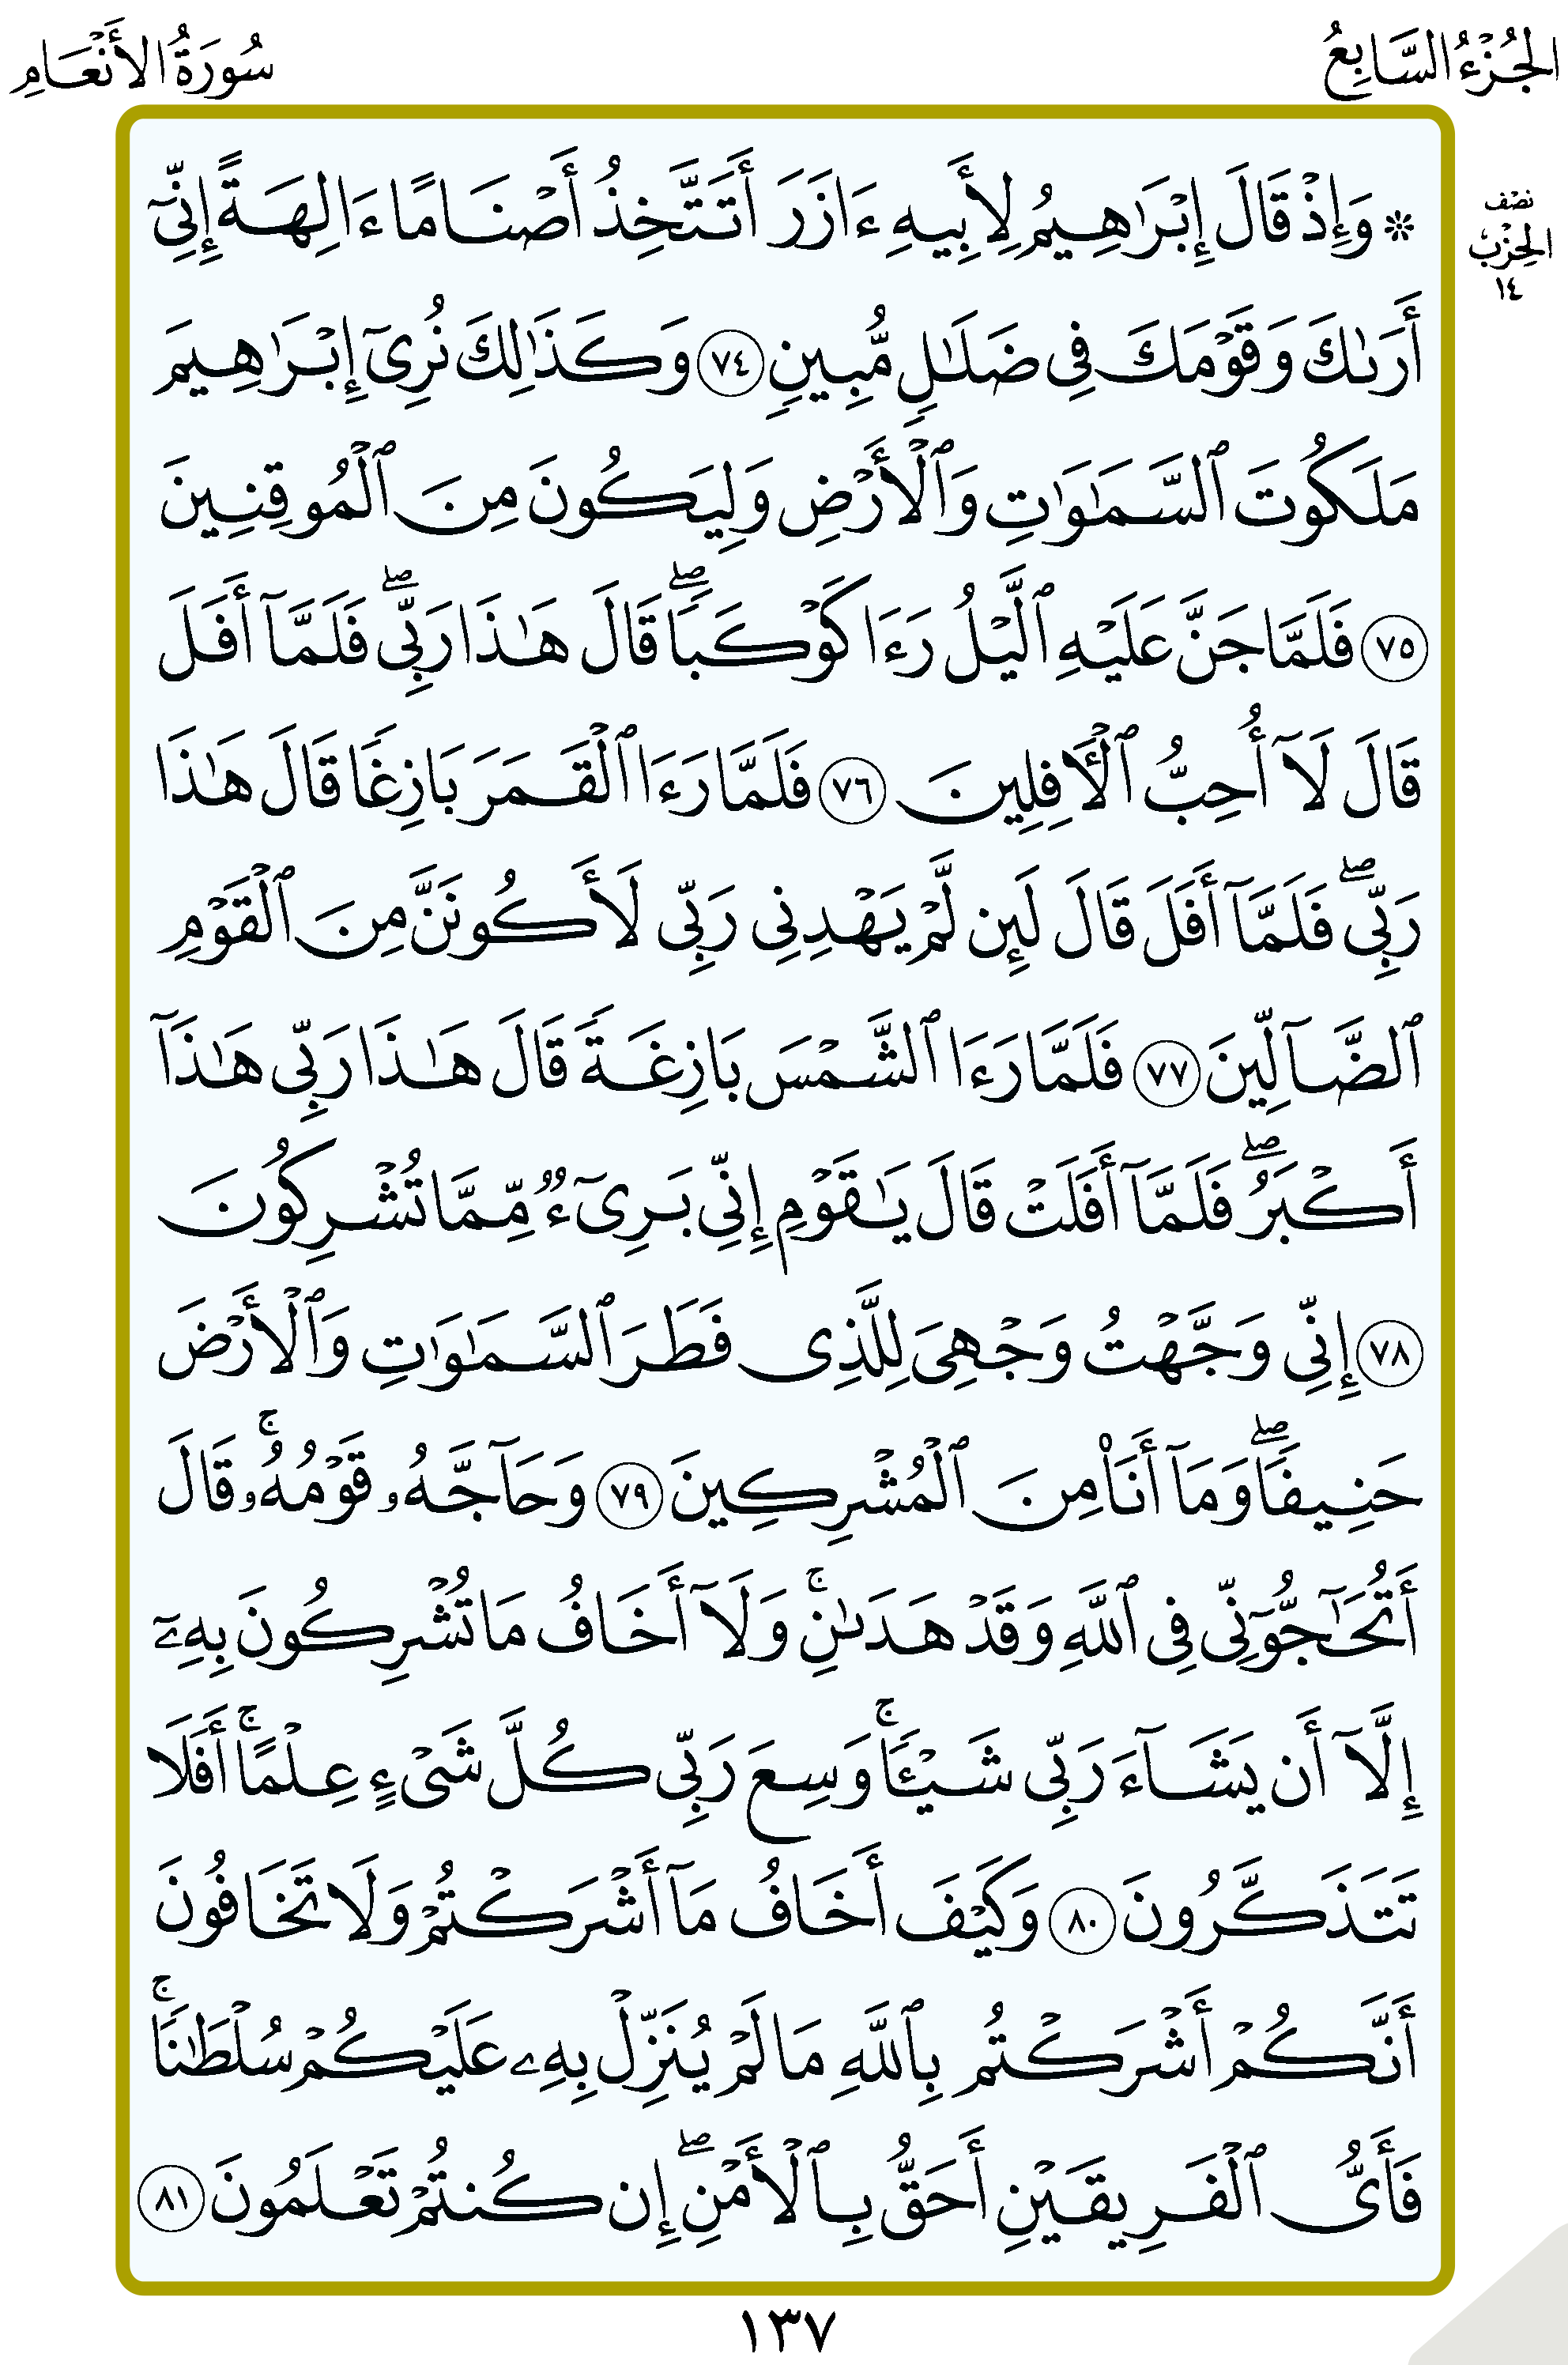 الجُزْءُ السَّابِعُ
سُورَةُ الأَنْعَامِ
نصف
الحِزْب
١٤
۞ وَإِذْ قَالَ إِبْرَٰهِيمُ لِأَبِيهِ ءَازَرَ أَتَتَّخِذُ أَصْنَامًا ءَالِهَةً إِنِّىٓ
أَرَىٰكَ وَقَوْمَكَ فِى ضَلَـٰلٍ مُّبِينٍ ٧٤ وَكَذَٰلِكَ نُرِىٓ إِبْرَٰهِيمَ
مَلَكُوتَ ٱلسَّمَـٰوَٰتِ وَٱلْأَرْضِ وَلِيَكُونَ مِنَ ٱلْمُوقِنِينَ
٧٥ فَلَمَّا جَنَّ عَلَيْهِ ٱلَّيْلُ رَءَا كَوْكَبًا ۖ قَالَ هَـٰذَا رَبِّى ۖ فَلَمَّآ أَفَلَ
قَالَ لَآ أُحِبُّ ٱلْـَٔافِلِينَ ٧٦ فَلَمَّا رَءَا ٱلْقَمَرَ بَازِغًا قَالَ هَـٰذَا
رَبِّى ۖ فَلَمَّآ أَفَلَ قَالَ لَئِن لَّمْ يَهْدِنِى رَبِّى لَأَكُونَنَّ مِنَ ٱلْقَوْمِ
ٱلضَّآلِّينَ ٧٧ فَلَمَّا رَءَا ٱلشَّمْسَ بَازِغَةً قَالَ هَـٰذَا رَبِّى هَـٰذَآ
أَكْبَرُ ۖ فَلَمَّآ أَفَلَتْ قَالَ يَـٰقَوْمِ إِنِّى بَرِىٓءٌ مِّمَّا تُشْرِكُونَ
٧٨ إِنِّى وَجَّهْتُ وَجْهِىَ لِلَّذِى فَطَرَ ٱلسَّمَـٰوَٰتِ وَٱلْأَرْضَ
حَنِيفًا ۖ وَمَآ أَنَا۠ مِنَ ٱلْمُشْرِكِينَ ٧٩ وَحَآجَّهُۥ قَوْمُهُۥ ۚ قَالَ
أَتُحَـٰٓجُّوٓنِّى فِى ٱللَّهِ وَقَدْ هَدَىٰنِ ۚ وَلَآ أَخَافُ مَا تُشْرِكُونَ بِهِۦٓ
إِلَّآ أَن يَشَآءَ رَبِّى شَيْـًٔا ۚ وَسِعَ رَبِّى كُلَّ شَىْءٍ عِلْمًا ۚ أَفَلَا
تَتَذَكَّرُونَ ٨٠ وَكَيْفَ أَخَافُ مَآ أَشْرَكْتُمْ وَلَا تَخَافُونَ
أَنَّكُمْ أَشْرَكْتُم بِٱللَّهِ مَا لَمْ يُنَزِّلْ بِهِۦ عَلَيْكُمْ سُلْطَـٰنًا ۚ
فَأَىُّ ٱلْفَرِيقَيْنِ أَحَقُّ بِٱلْأَمْنِ ۖ إِن كُنتُمْ تَعْلَمُونَ ٨١
١٣٧